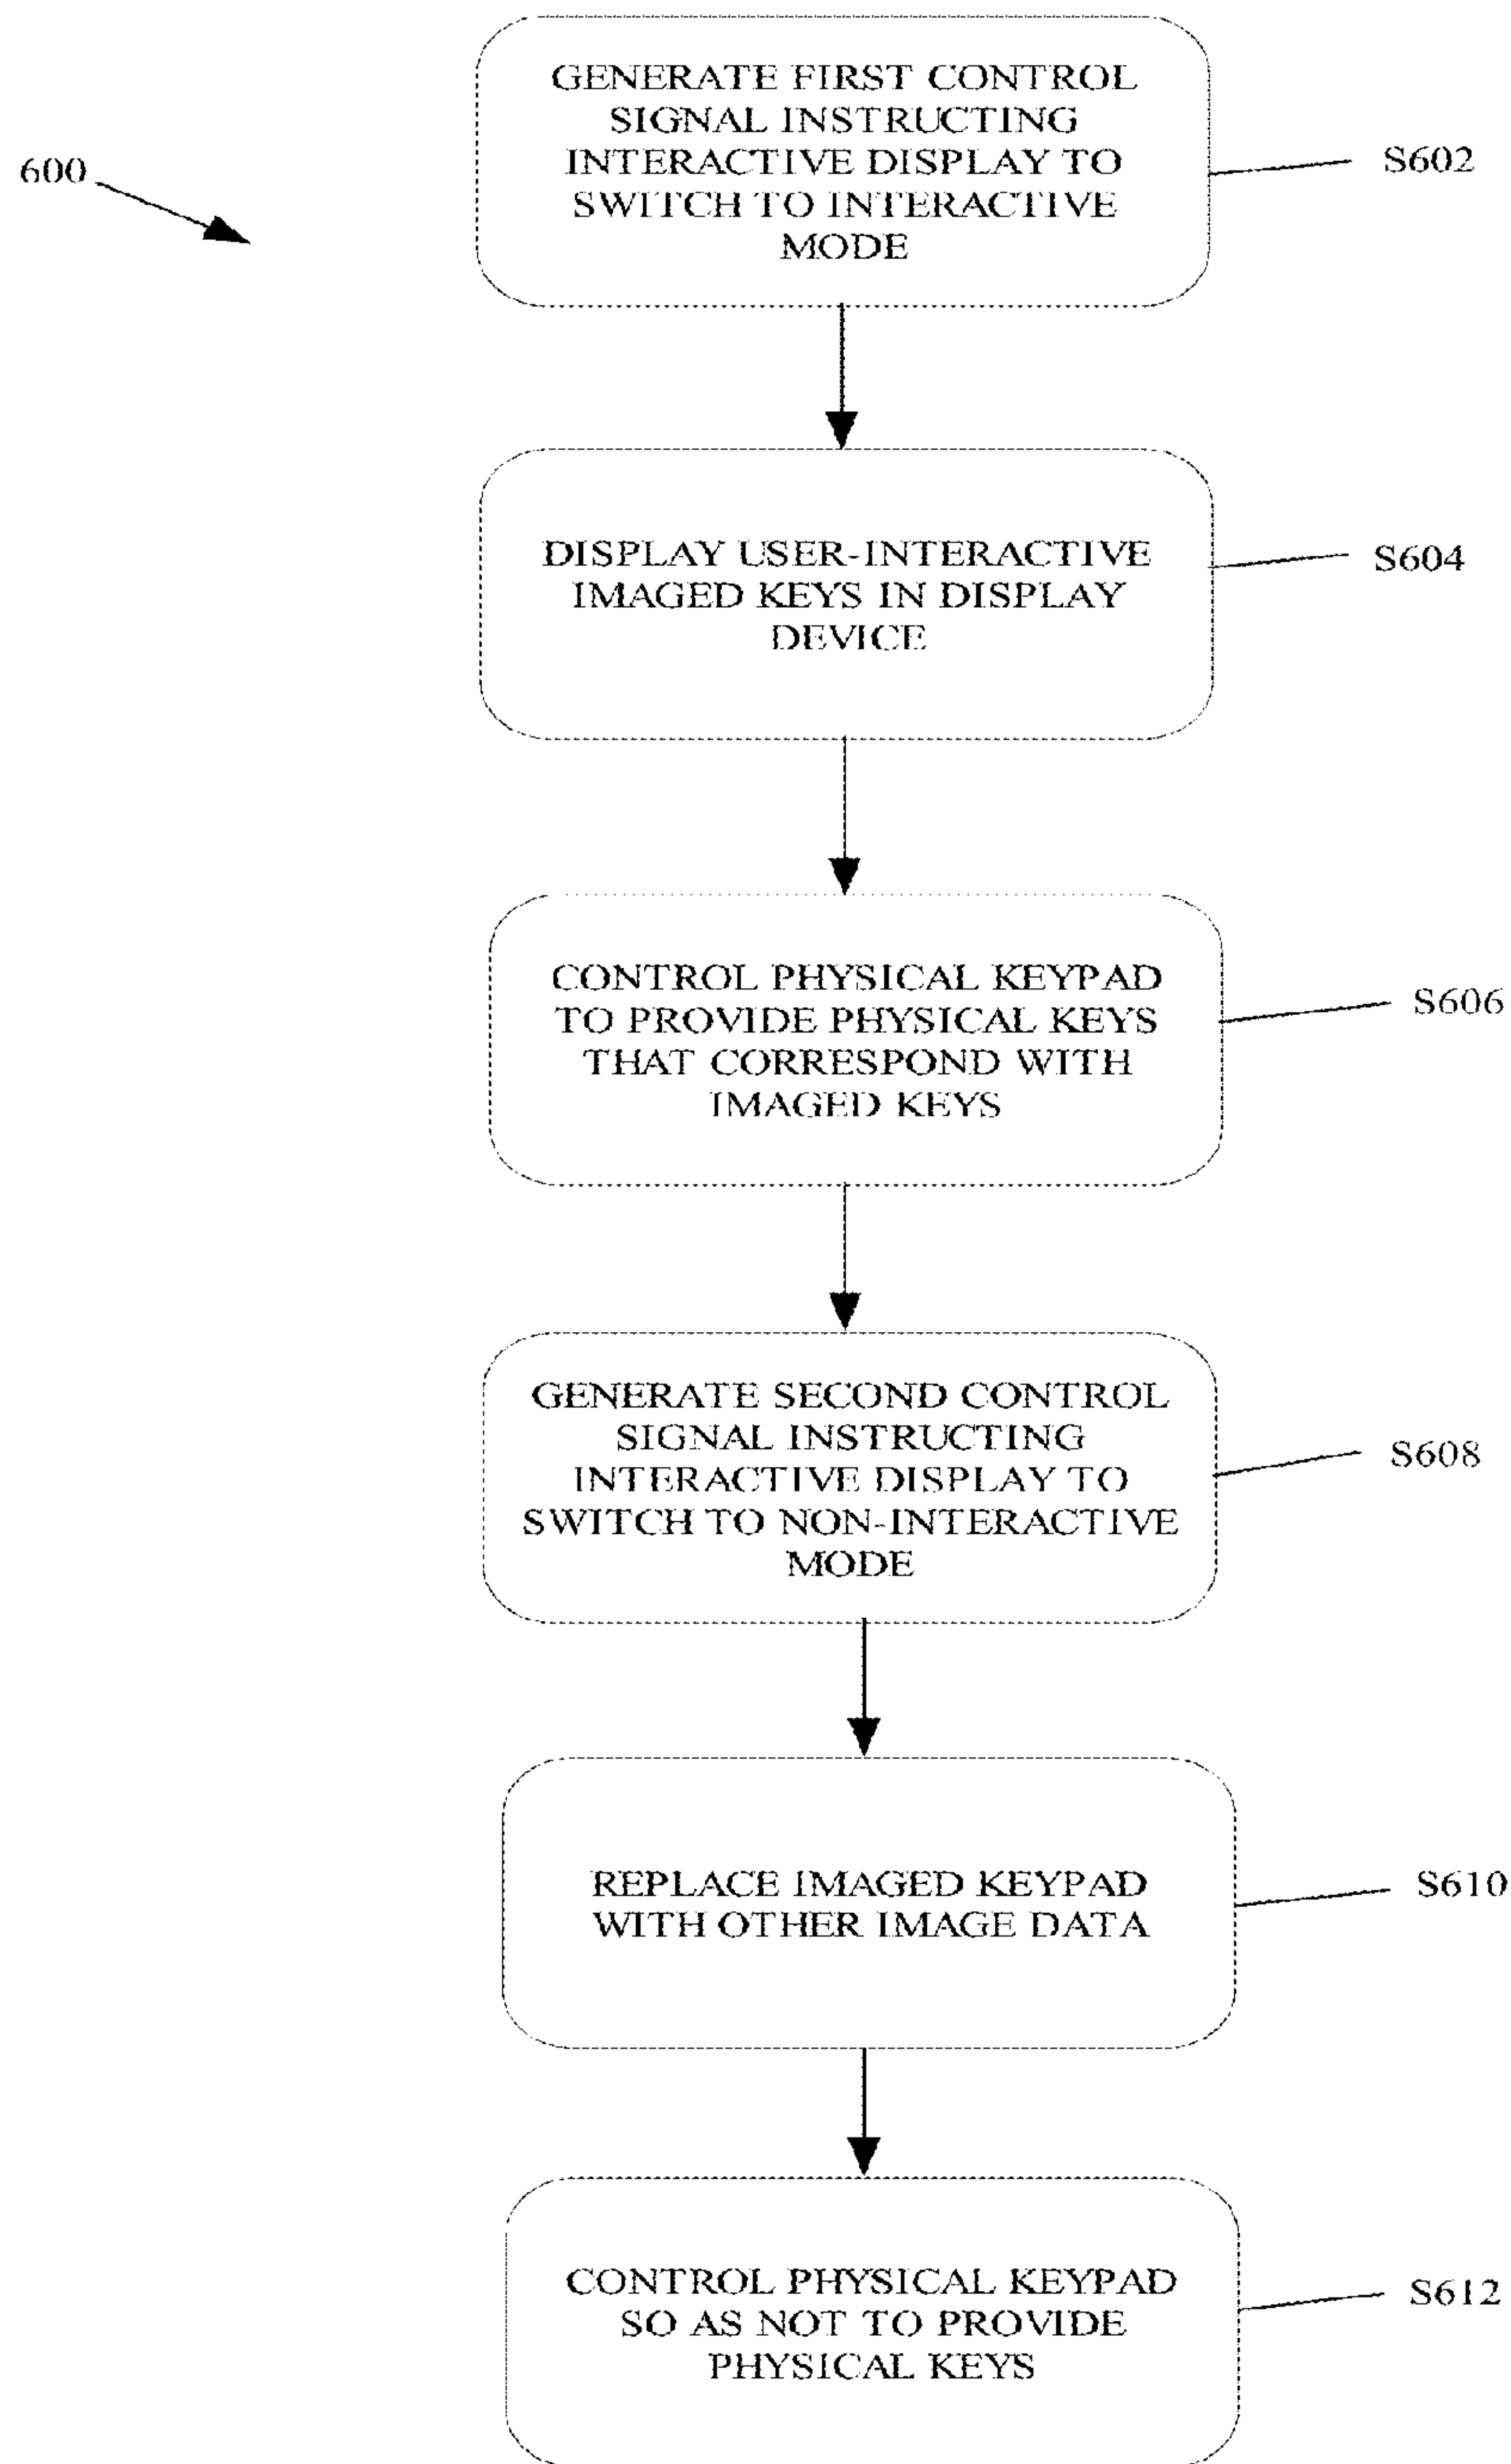 600
GENERATE FIRST CONTROL
SIGNAL INSTRUCTING
INTERACTIVE DISPLAY TO
SWITCH TO INTERACTIVE
MODE
S602
DISPLAY USER-INTERACTIVE
IMAGED KEYS IN DISPLAY
DEVICE
S604
CONTROL PHYSICAL KEYPAD
TO PROVIDE PHYSICAL KEYS
THAT CORRESPOND WITH
IMAGED KEYS
S606
GENERATE SECOND CONTROL
SIGNAL INSTRUCTING
INTERACTIVE DISPLAY TO
SWITCH TO NON-INTERACTIVE
MODE
S608
REPLACE IMAGED KEYPAD
WITH OTHER IMAGE DATA
S610
CONTROL PHYSICAL KEYPAD
SO AS NOT TO PROVIDE
PHYSICAL KEYS
S612